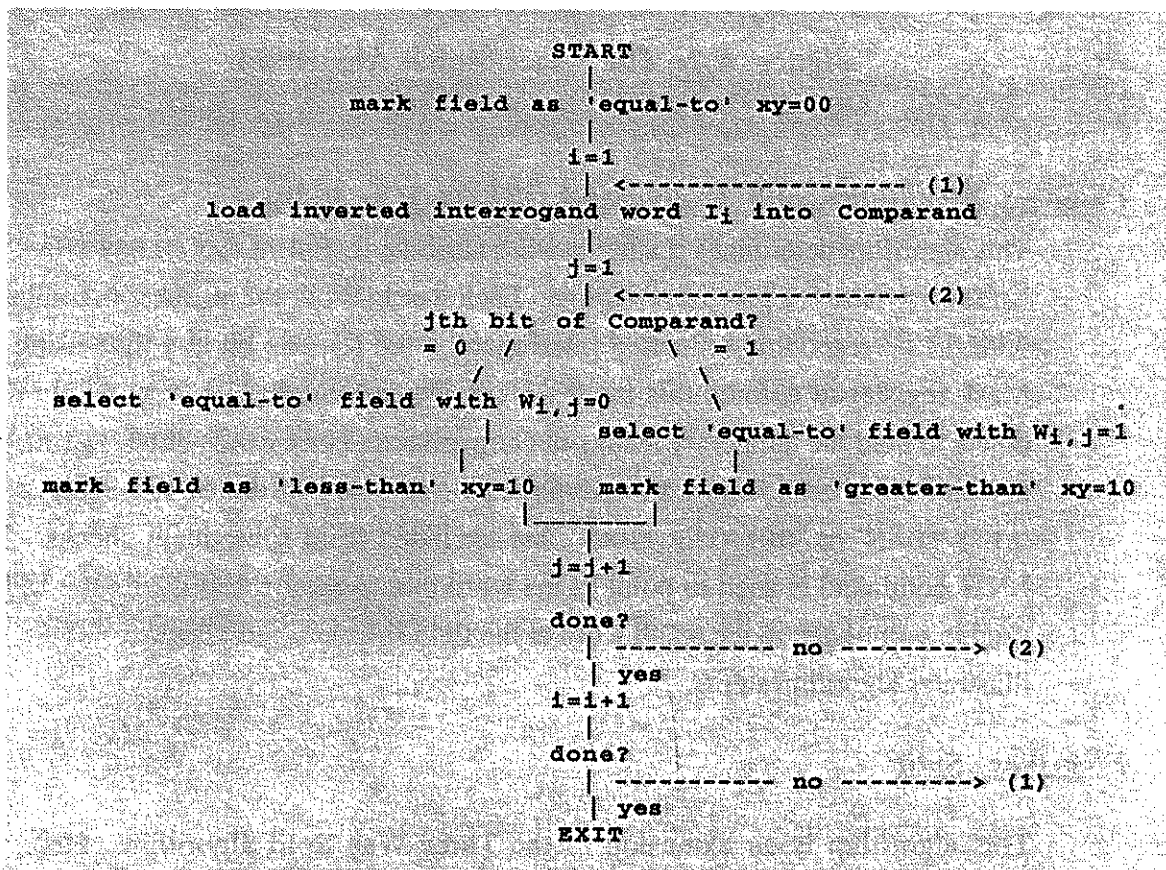 START
mark field as 'equal-to' xy=00
i=1
<------------------- (1)
load inverted interrogand word Ii into Comparand
j=1
<------------------- (2)
jth bit of Comparand?
= 0 / \ = 1
select 'equal-to' field with Wi,j=0
select 'equal-to' field with Wi,j=1
mark field as 'less-than' xy=10 mark field as 'greater-than' xy=10
j=j+1
done?
----------- no ---------> (2)
yes
i=i+1
done?
----------- no ---------> (1)
yes
EXIT